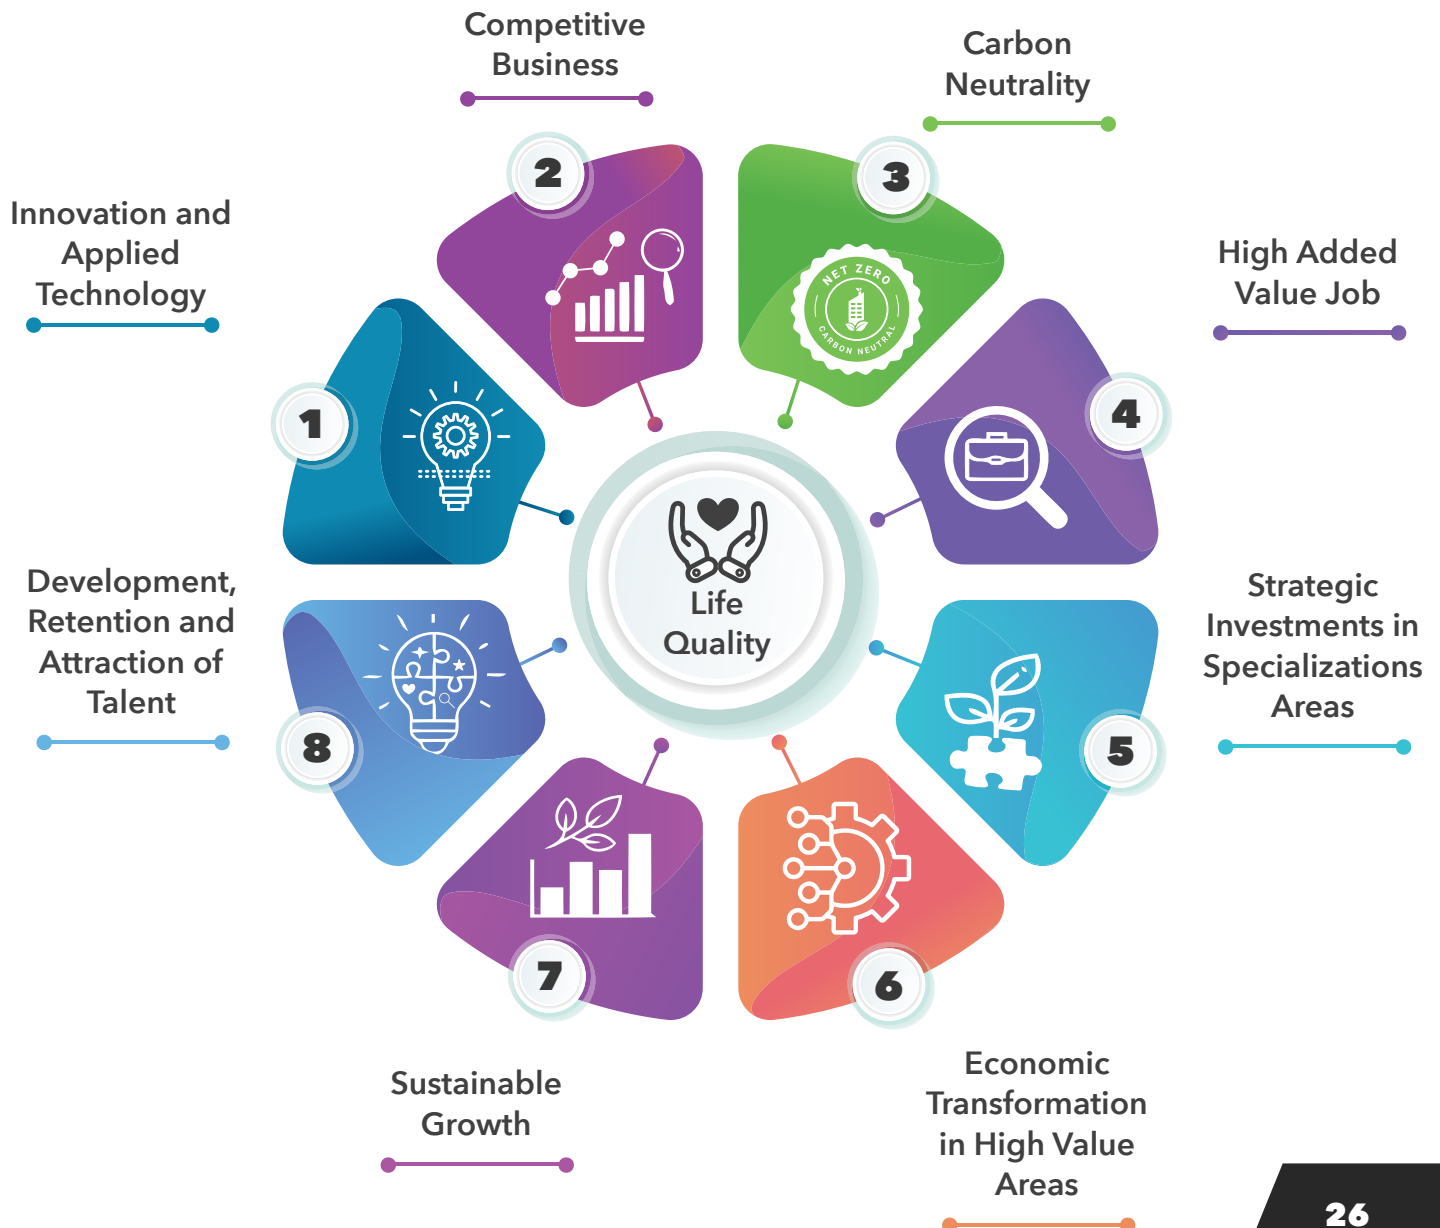 Competitive
Business
Carbon
Neutrality
2
3
Innovation and
Applied
Technology
High Added
Value Job
NET ZERO
CARBON NEUTRAL
1
4
Life
Quality
Development,
Retention and
Attraction of
Talent
Strategic
Investments in
Specializations
Areas
8
5
7
6
Sustainable
Growth
Economic
Transformation
in High Value
Areas
26